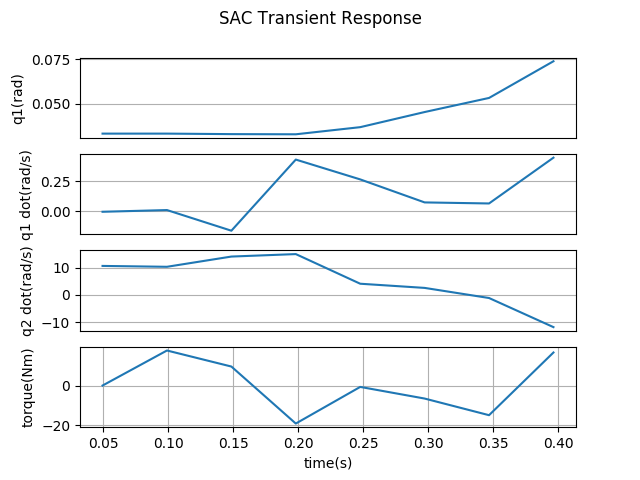 SAC Transient Response
0.075
0.050
q1(rad)
0.25
0.00
q1 dot(rad/s)
10
0
−10
q2 dot(rad/s)
0
−20
torque(Nm)
0.05 0.10 0.15 0.20 0.25 0.30 0.35 0.40
time(s)